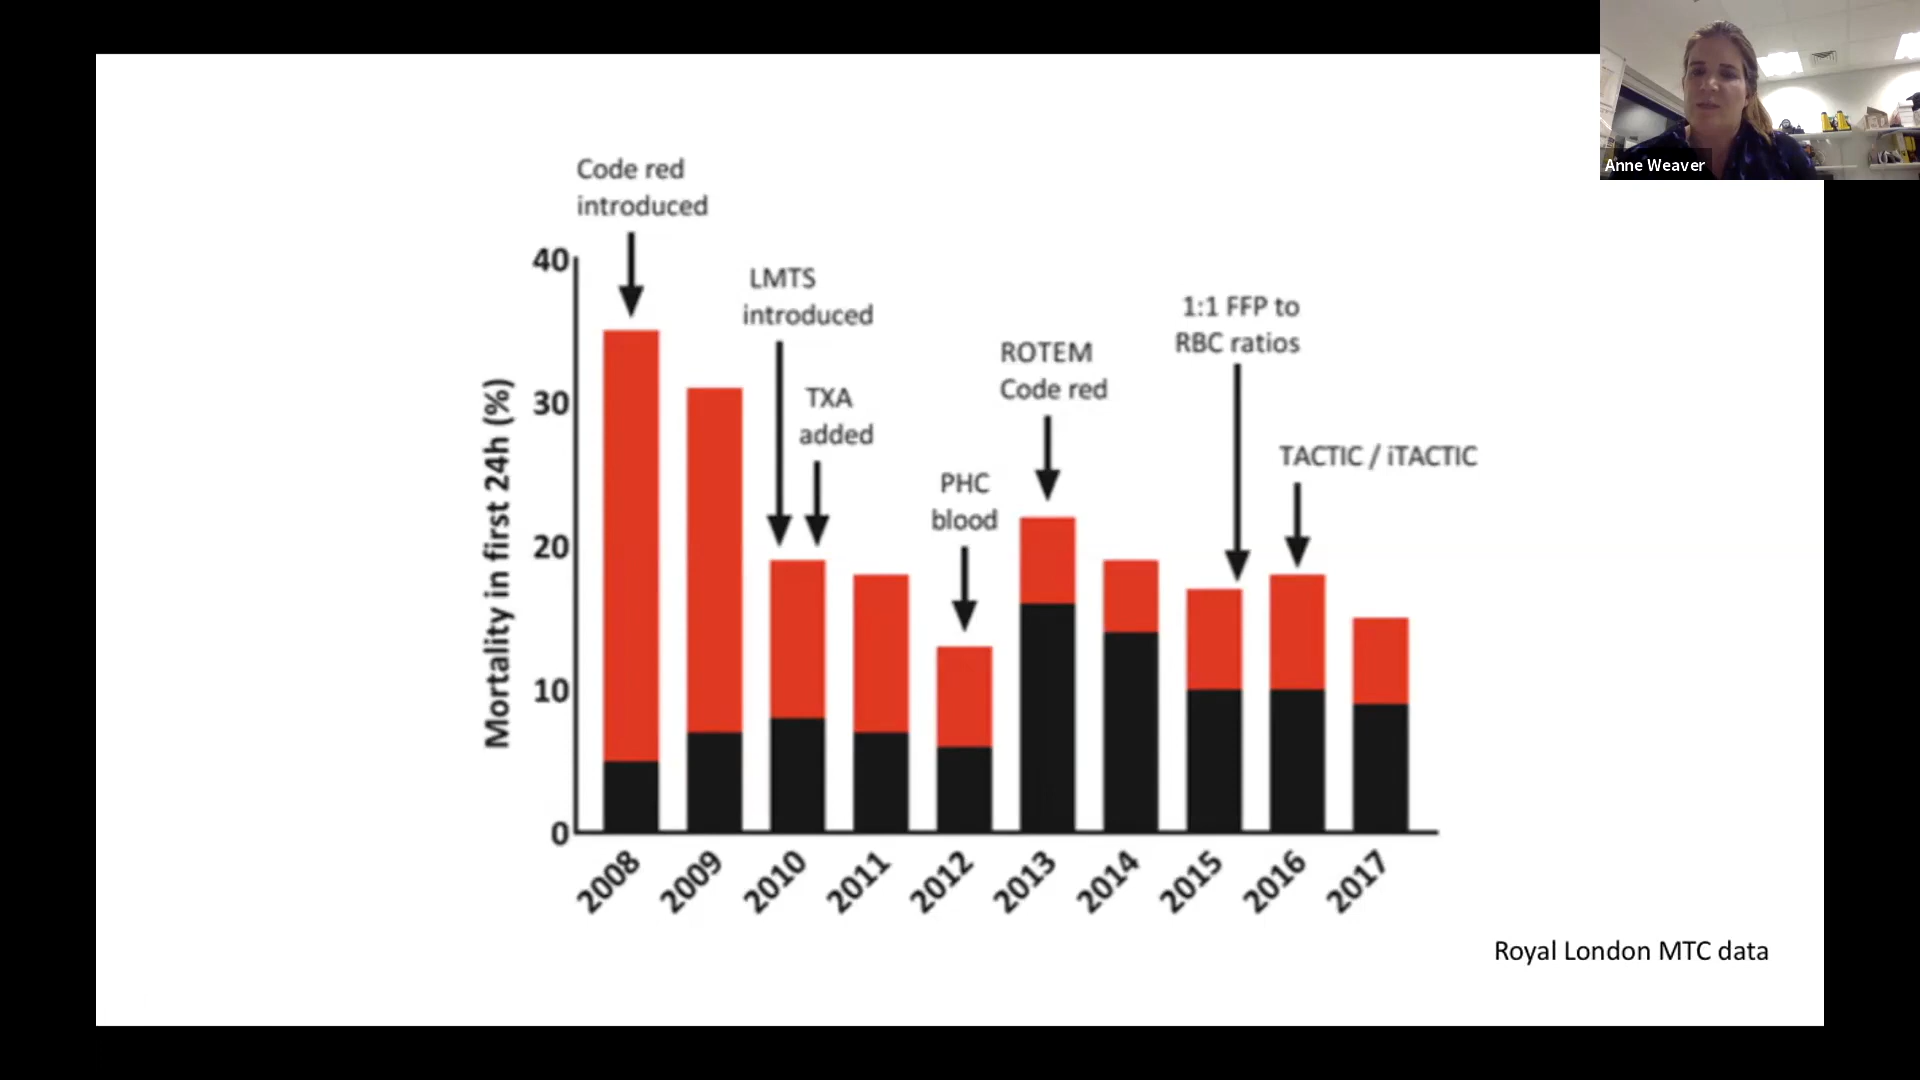 Anne Weaver
Code red
introduced
LMTS
introduced
TXA
added
PHC
blood
ROTEM
Code red
1:1 FFP to
RBC ratios
TACTIC / iTACTIC
Mortality in first 24h (%)
40
30
20
10
0
2008
2009
2010
2011
2012
2013
2014
2015
2016
2017
Royal London MTC data